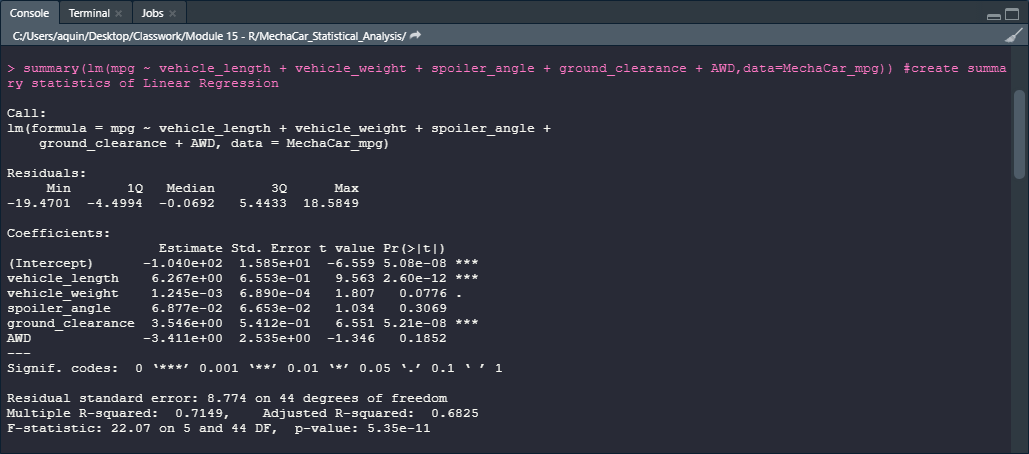 Console Terminal × Jobs ×
C:/Users/aquin/Desktop/Classwork/Module 15 - R/MechaCar_Statistical_Analysis/
> summary(lm(mpg ~ vehicle_length + vehicle_weight + spoiler_angle + ground_clearance + AWD,data=MechaCar_mpg)) #create summa
ry statistics of Linear Regression
Call:
lm(formula = mpg ~ vehicle_length + vehicle_weight + spoiler_angle +
    ground_clearance + AWD, data = MechaCar_mpg)
Residuals:
     Min       1Q   Median       3Q      Max
-19.4701  -4.4994  -0.0692   5.4433  18.5849
Coefficients:
                   Estimate Std. Error t value Pr(>|t|)
(Intercept)      -1.040e+02  1.585e+01  -6.559 5.08e-08 ***
vehicle_length    6.267e+00  6.553e-01   9.563 2.60e-12 ***
vehicle_weight    1.245e-03  6.890e-04   1.807   0.0776 .
spoiler_angle     6.877e-02  6.653e-02   1.034   0.3069
ground_clearance  3.546e+00  5.412e-01   6.551 5.21e-08 ***
AWD              -3.411e+00  2.535e+00  -1.346   0.1852
---
Signif. codes:  0 ‘***’ 0.001 ‘**’ 0.01 ‘*’ 0.05 ‘.’ 0.1 ‘ ’ 1
Residual standard error: 8.774 on 44 degrees of freedom
Multiple R-squared:  0.7149,    Adjusted R-squared:  0.6825
F-statistic: 22.07 on 5 and 44 DF,  p-value: 5.35e-11